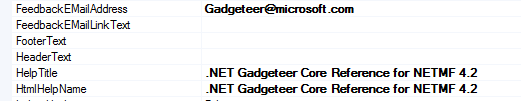 FeedbackEMailAddress Gadgeteer@microsoft.com
FeedbackEMailLinkText
FooterText
HeaderText
HelpTitle .NET Gadgeteer Core Reference for NETMF 4.2
HtmlHelpName .NET Gadgeteer Core Reference for NETMF 4.2